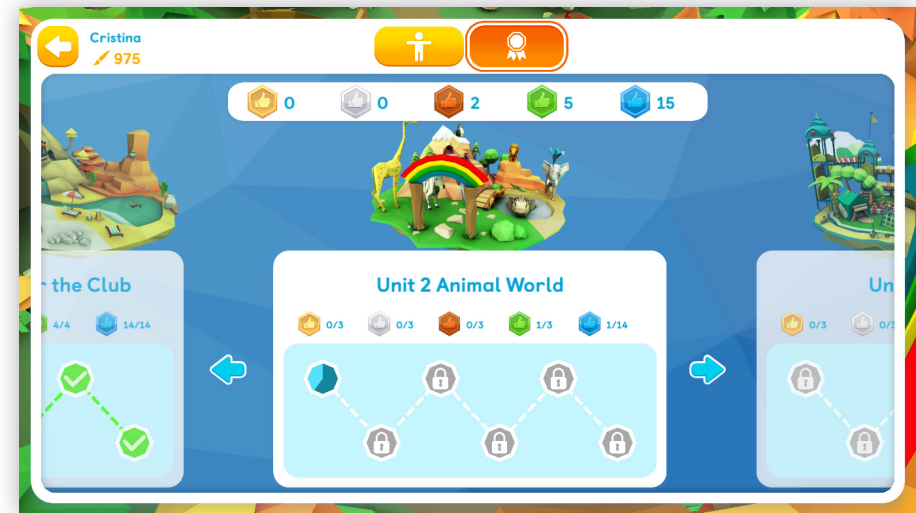 Cristina
975
0 0 2 5 15
the Club
Unit 2 Animal World
Un
4/4 14/14
0/3 0/3 0/3 1/3 1/14
0/3 0/3